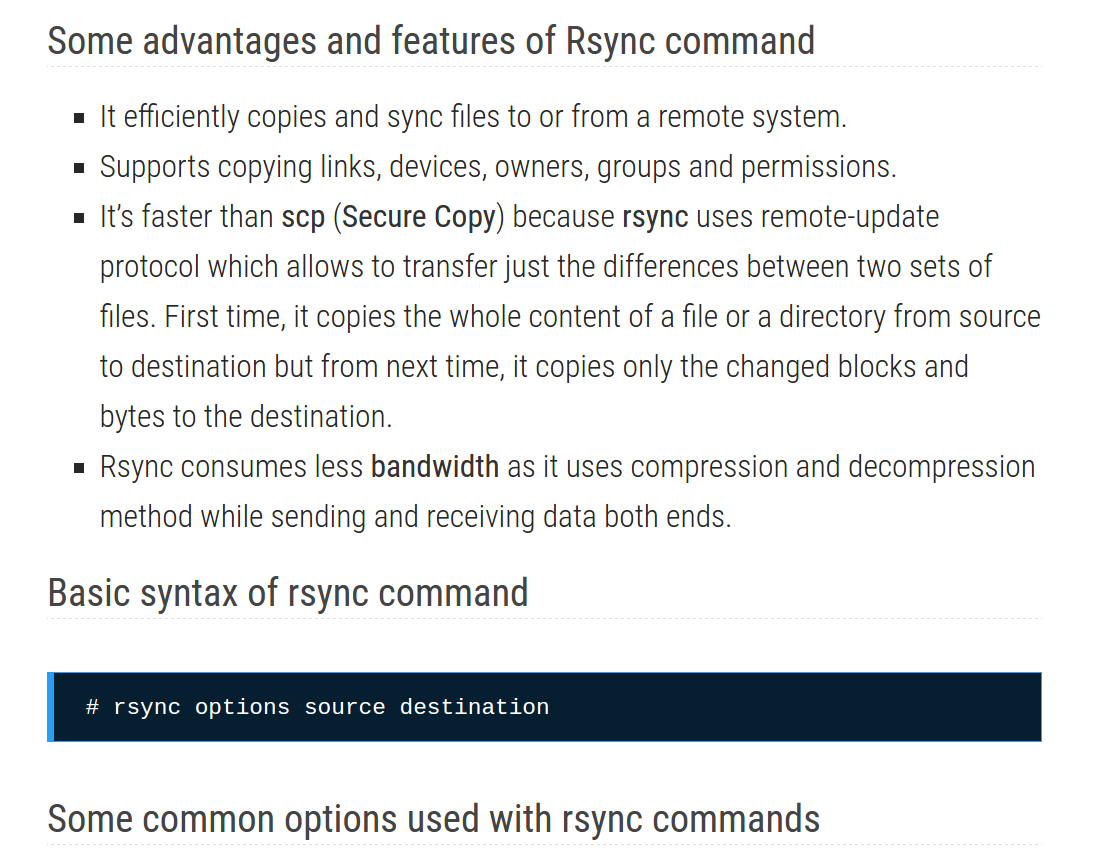 Some advantages and features of Rsync command
It efficiently copies and sync files to or from a remote system.
Supports copying links, devices, owners, groups and permissions.
It’s faster than scp (Secure Copy) because rsync uses remote-update
protocol which allows to transfer just the differences between two sets of
files. First time, it copies the whole content of a file or a directory from source
to destination but from next time, it copies only the changed blocks and
bytes to the destination.
Rsync consumes less bandwidth as it uses compression and decompression
method while sending and receiving data both ends.
Basic syntax of rsync command
# rsync options source destination
Some common options used with rsync commands